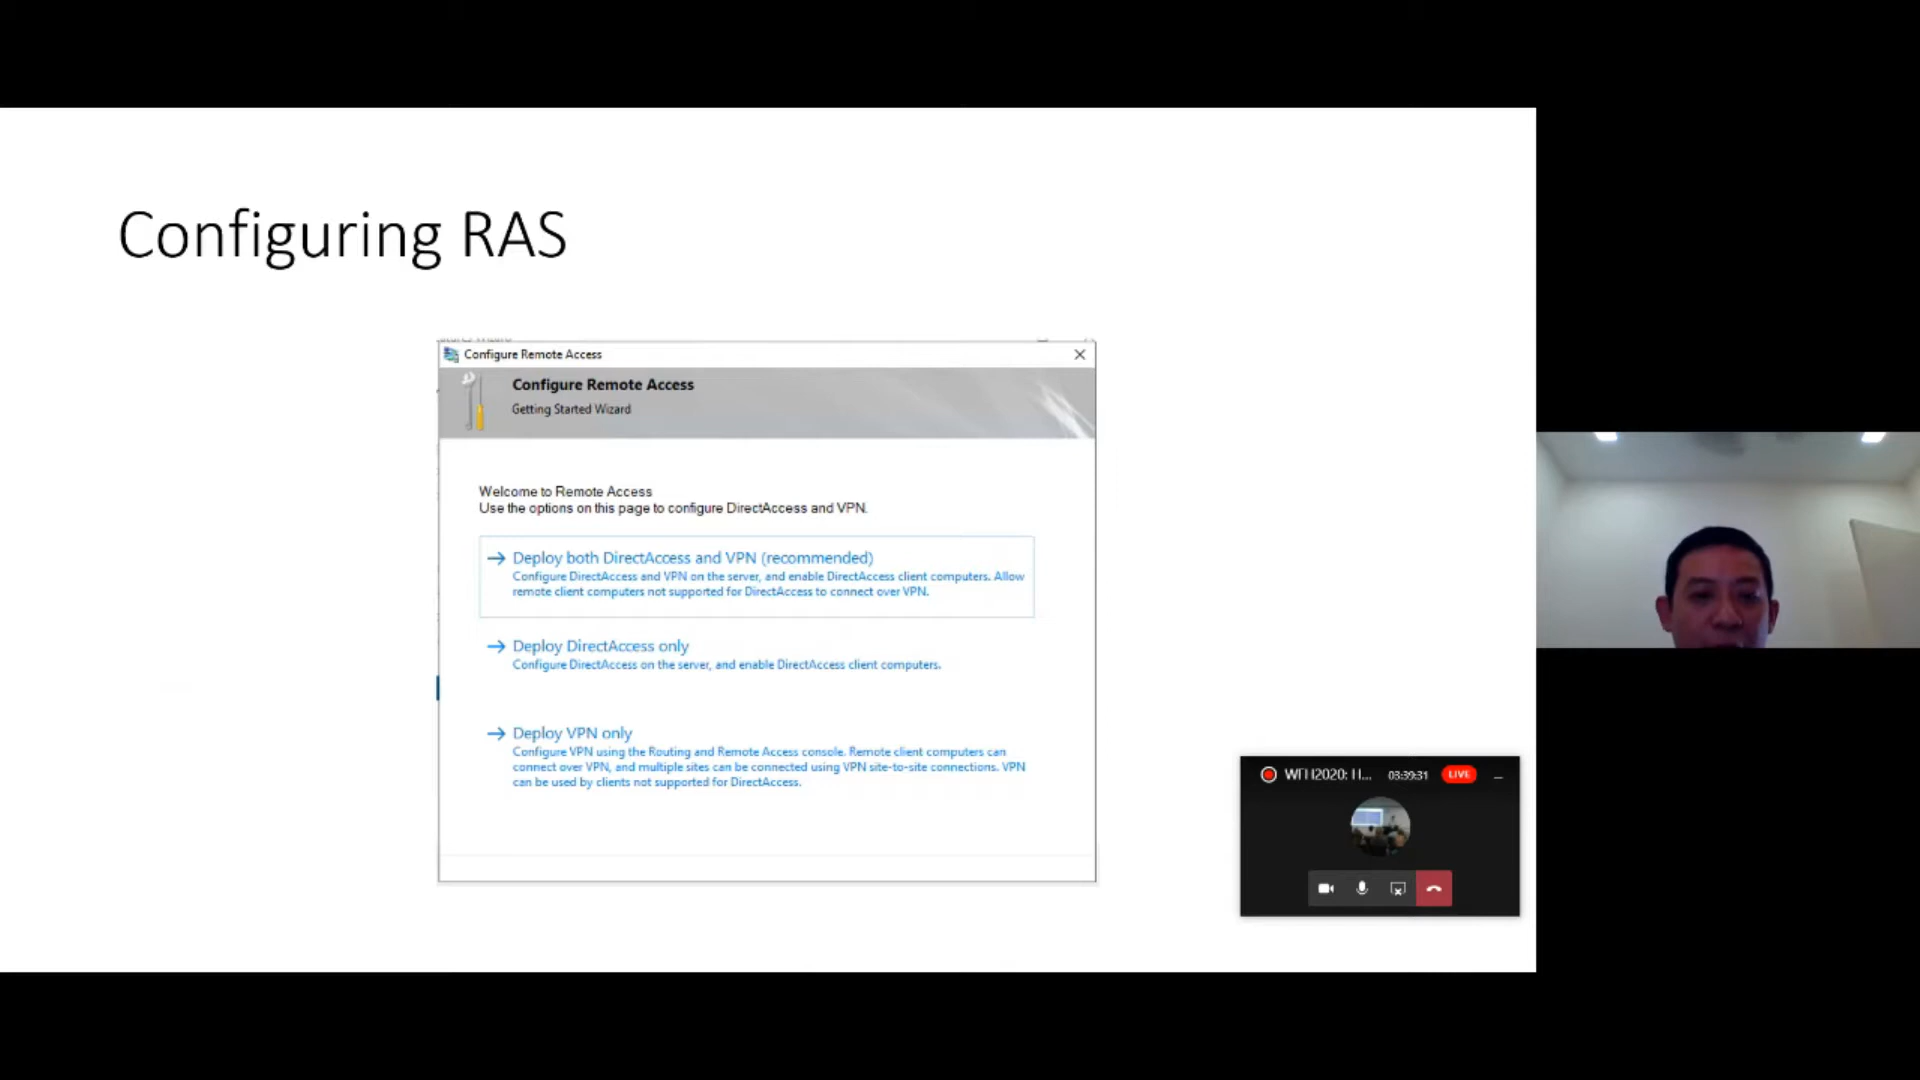 Configuring RAS
Configure Remote Access
Configure Remote Access
Getting Started Wizard
Welcome to Remote Access
Use the options on this page to configure DirectAccess and VPN.
Deploy both DirectAccess and VPN (recommended)
Configure DirectAccess and VPN on the server, and enable DirectAccess client computers. Allow
remote client computers not supported for DirectAccess to connect over VPN.
Deploy DirectAccess only
Configure DirectAccess on the server, and enable DirectAccess client computers.
Deploy VPN only
Configure VPN using the Routing and Remote Access console. Remote client computers can
connect over VPN, and multiple sites can be connected using VPN site-to-site connections. VPN
can be used by clients not supported for DirectAccess.
03:39:31 LIVE